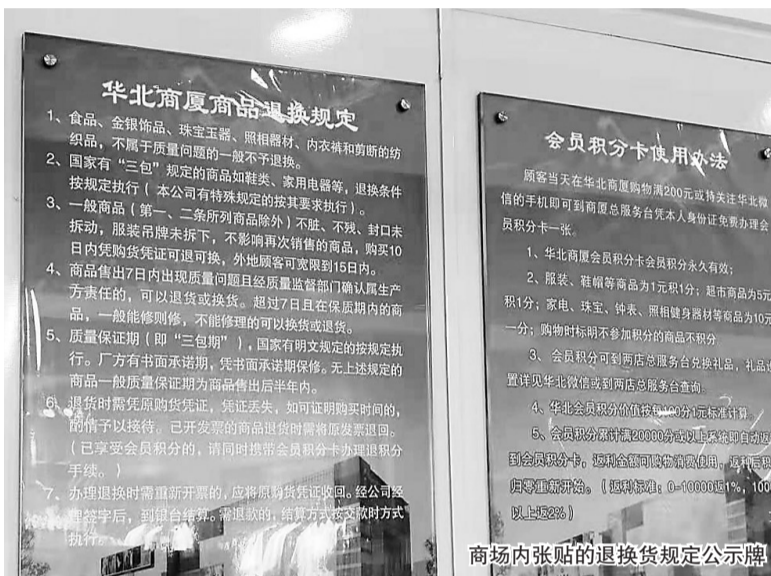 华北商厦商品退换规定
1、食品、金银饰品、珠宝玉器、照相器材、内衣裤和剪断的纺
织品，不属于质量问题的一般不予退换。
2、国家有“三包”规定的商品如鞋类、家用电器等，退换条件
按规定执行（本公司有特殊规定的按其要求执行）。
3、一般商品（第一、二条所列商品除外）不脏、不残、封口未
拆动，服装吊牌未拆下，不影响再次销售的商品，购买10
日内凭购货凭证可退可换，外地顾客可宽限到15日内。
4、商品售出7日内出现质量问题且经质量监督部门确认属生产
方责任的，可以退货或换货。超过7日且在保质期内的商
品，一般能修则修，不能修理的可以换货或退货。
5、质量保证期（即“三包期”），国家有明文规定的按规定执
行。厂方有书面承诺期，凭书面承诺期保修。无上述规定的
商品一般质量保证期为商品售出后半年内。
6、退货时需凭原购货凭证，凭证丢失，如可证明购买时间的，
酌情予以接待。已开发票的商品退货时需将原发票退回。
（已享受会员积分的，请同时携带会员积分卡办理退积分
手续。）
7、办理退换时需重新开票的，应将原购货凭证收回。经公司经
理签字后，到银台结算。需退款的，结算方式按交款时方式
执行。
会员积分卡使用办法
顾客当天在华北商厦购物满200元或持关注华北微
信的手机即可到商厦总服务台凭本人身份证免费办理会
员积分卡一张。
1、华北商厦会员积分卡会员积分永久有效；
2、服装、鞋帽等商品为1元积1分；超市商品为5元
积1分；家电、珠宝、钟表、照相健身器材等商品为10元
一分；购物时标明不参加积分的商品不积分
3、会员积分可到两店总服务台兑换礼品，礼品设
置详见华北微信或到两店总服务台查询
4、华北会员积分价值按每100分1元标准计算。
5、会员积分累计满20000分或以上系统即自动返
到会员积分卡，返利金额可购物消费使用。返利后积
归零重新开始。（返利标准：0-10000返1%，100
以上返2%）
商场内张贴的退换货规定公示牌